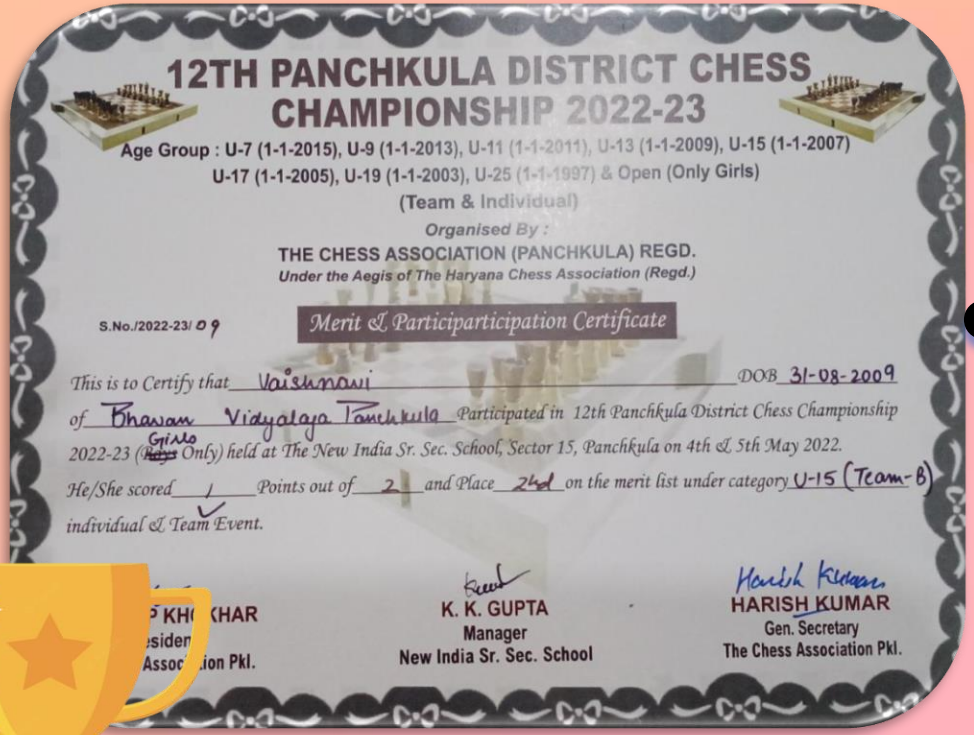 12TH PANCHKULA DISTRICT CHESS
CHAMPIONSHIP 2022-23
Age Group : U-7 (1-1-2015), U-9 (1-1-2013), U-11 (1-1-2011), U-13 (1-1-2009), U-15 (1-1-2007)
U-17 (1-1-2005), U-19 (1-1-2003), U-25 (1-1-1997) & Open (Only Girls)
(Team & Individual)
Organised By :
THE CHESS ASSOCIATION (PANCHKULA) REGD.
Under the Aegis of The Haryana Chess Association (Regd.)
S.No./2022-23/ 09
Merit & Participarticipation Certificate
This is to Certify that Vaishnavi DOB 31-08-2009
of Bhavan Vidyalaya Panchkula Participated in 12th Panchkula District Chess Championship
Girls
2022-23 (Boys Only) held at The New India Sr. Sec. School, Sector 15, Panchkula on 4th & 5th May 2022.
He/She scored 1 Points out of 2 and Place 2nd on the merit list under category U-15 (Team-B)
individual & Team Event.
KHOKHAR
K. K. GUPTA
Manager
New India Sr. Sec. School
Harish Kumar
HARISH KUMAR
Gen. Secretary
The Chess Association Pkl.
Association Pkl.